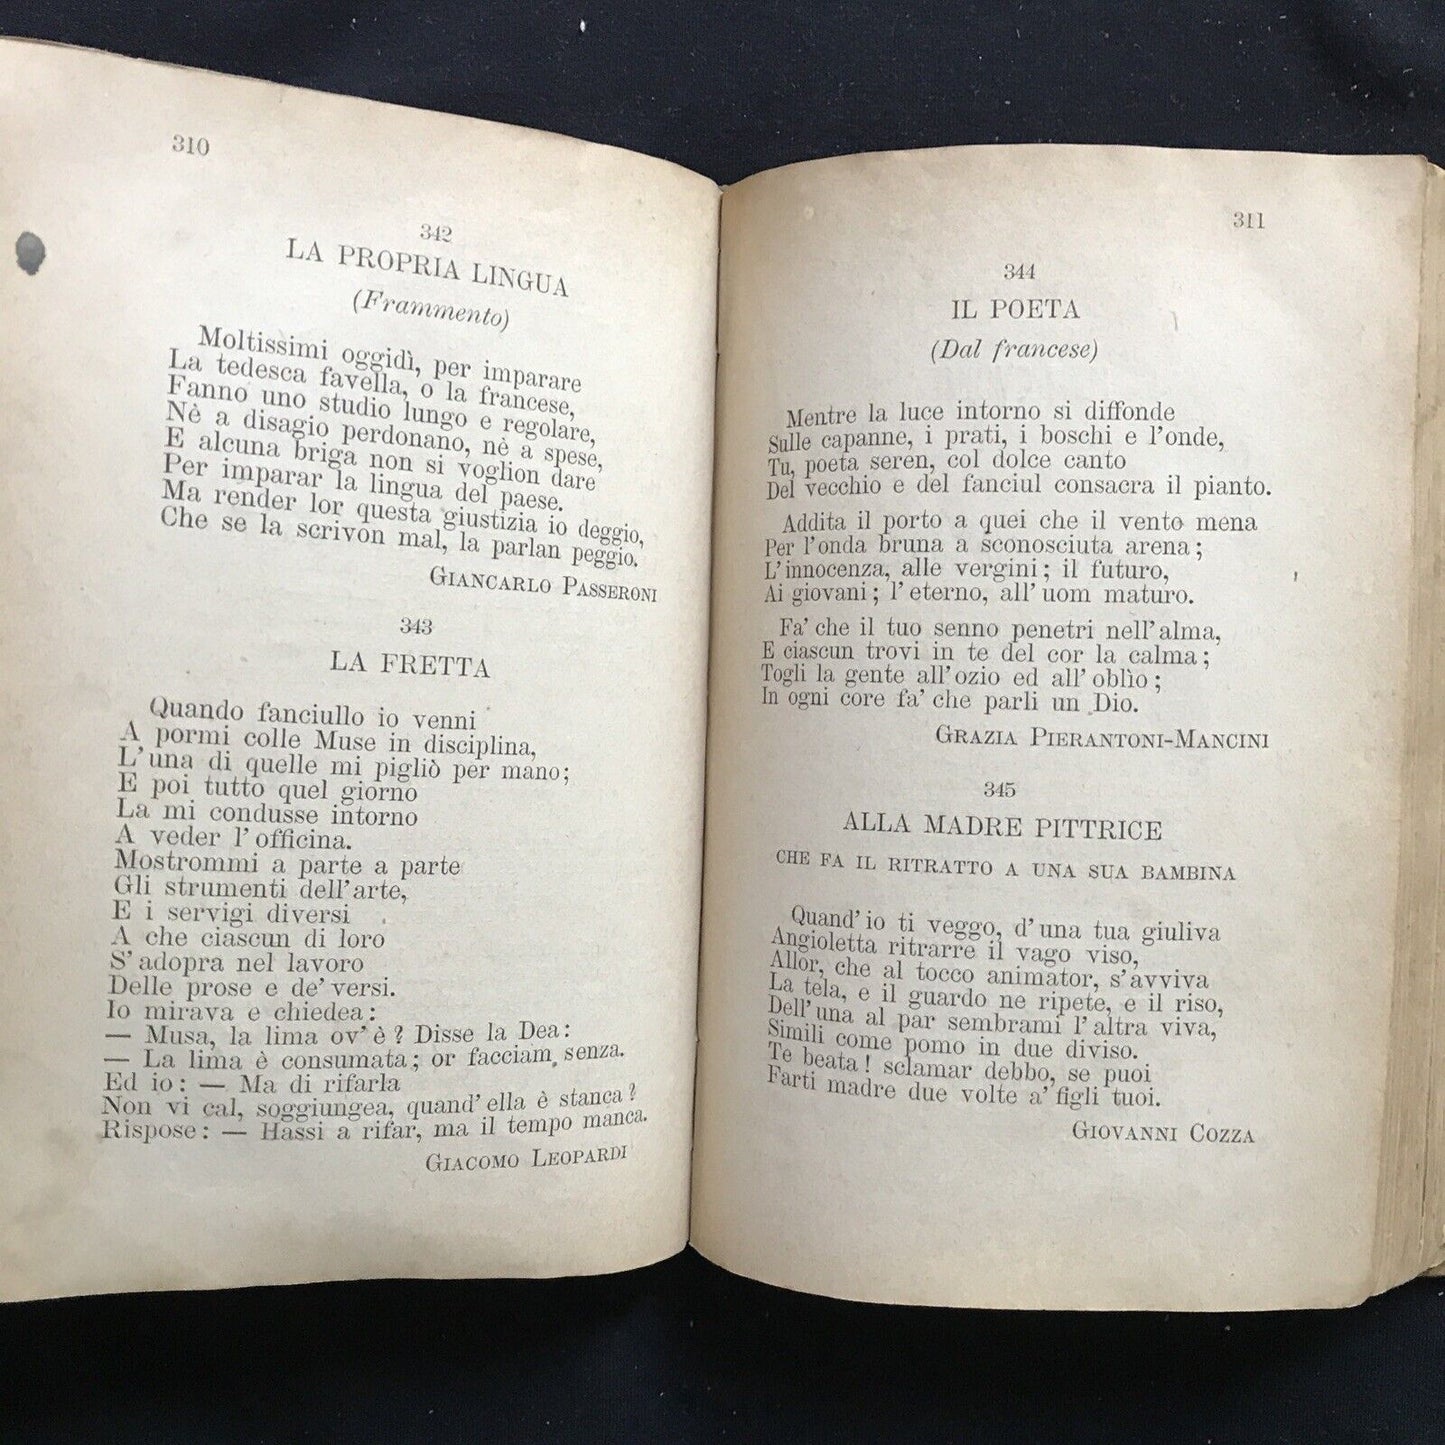 310
342
LA PROPRIA LINGUA
(Frammento)
Moltissimi oggidì, per imparare
La tedesca favella, o la francese,
Fanno uno studio lungo e regolare,
Nè a disagio perdonano, nè a spese,
E alcuna briga non si voglion dare
Per imparar la lingua del paese.
Ma render lor questa giustizia io deggio,
Che se la scrivon mal, la parlan peggio.
GIANCARLO PASSERONI
343
LA FRETTA
Quando fanciullo io venni
A pormi colle Muse in disciplina,
L'una di quelle mi pigliò per mano;
E poi tutto quel giorno
La mi condusse intorno
A veder l'officina.
Mostrommi a parte a parte
Gli strumenti dell'arte,
E i servigi diversi
A che ciascun di loro
S'adopra nel lavoro
Delle prose e de' versi.
Io mirava e chiedea:
— Musa, la lima ov'è? Disse la Dea:
— La lima è consumata; or facciam senza.
Ed io: — Ma di rifarla
Non vi cal, soggiungea, quand'ella è stanca?
Rispose: — Hassi a rifar, ma il tempo manca.
GIACOMO LEOPARDI
311
344
IL POETA
(Dal francese)
Mentre la luce intorno si diffonde
Sulle capanne, i prati, i boschi e l'onde,
Tu, poeta seren, col dolce canto
Del vecchio e del fanciul consacra il pianto.
Addita il porto a quei che il vento mena
Per l'onda bruna a sconosciuta arena;
L'innocenza, alle vergini; il futuro,
Ai giovani; l'eterno, all'uom maturo.
Fa' che il tuo senno penetri nell'alma,
E ciascun trovi in te del cor la calma;
Togli la gente all'ozio ed all'oblìo;
In ogni core fa' che parli un Dio.
GRAZIA PIERANTONI-MANCINI
345
ALLA MADRE PITTRICE
CHE FA IL RITRATTO A UNA SUA BAMBINA
Quand'io ti veggo, d'una tua giuliva
Angioletta ritrarre il vago viso,
Allor, che al tocco animator, s'avviva
La tela, e il guardo ne ripete, e il riso,
Dell'una al par sembrami l'altra viva,
Simili come pomo in due diviso.
Te beata! sclamar debbo, se puoi
Farti madre due volte a' figli tuoi.
GIOVANNI COZZA